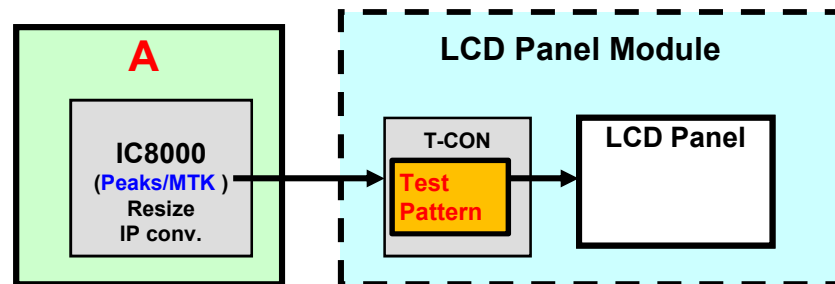 A
IC8000
(Peaks/MTK )
Resize
IP conv.
LCD Panel Module
T-CON
Test
Pattern
LCD Panel